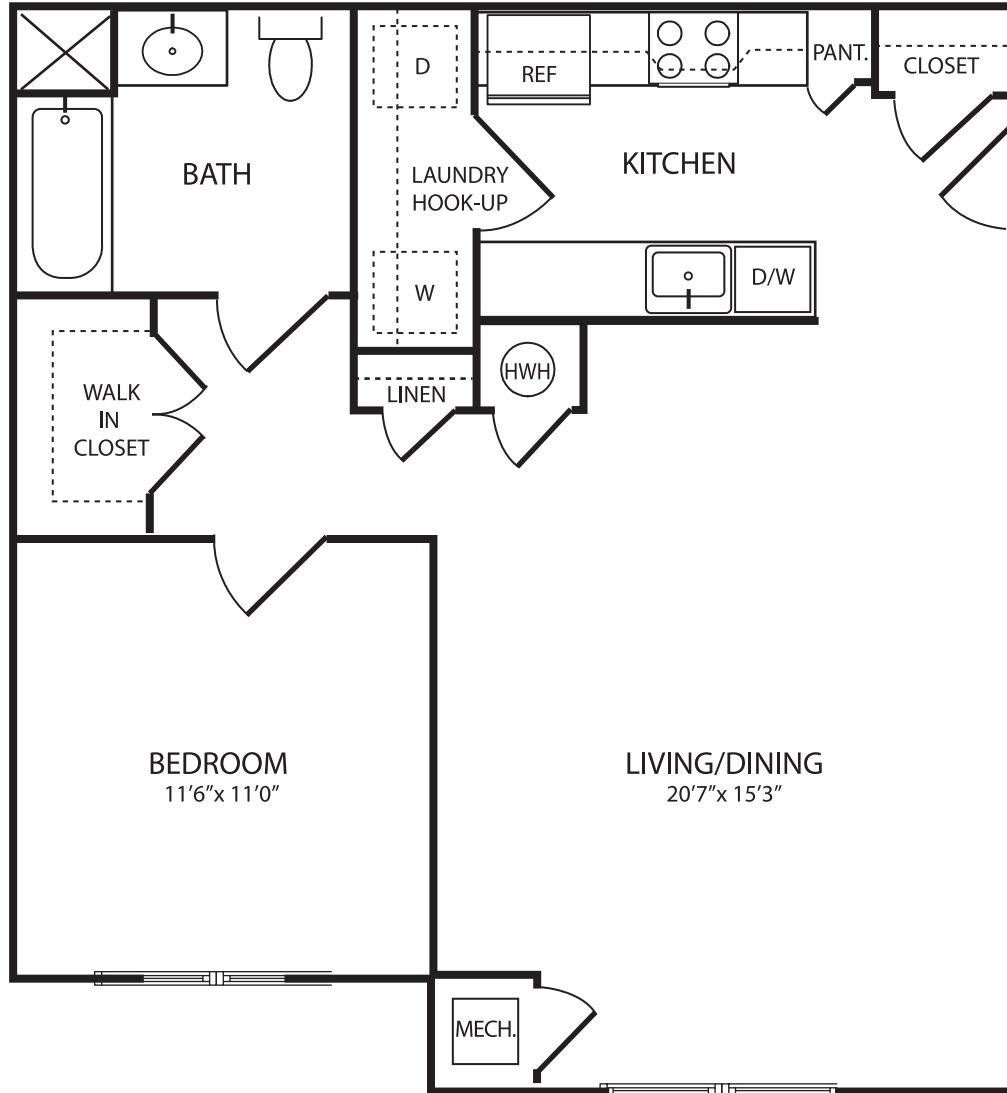 D
REF
PANT.
CLOSET
BATH
LAUNDRY
HOOK-UP
KITCHEN
W
D/W
WALK
IN
CLOSET
LINEN
HWH
BEDROOM
11’6”x 11’0”
LIVING/DINING
20’7”x 15’3”
MECH.